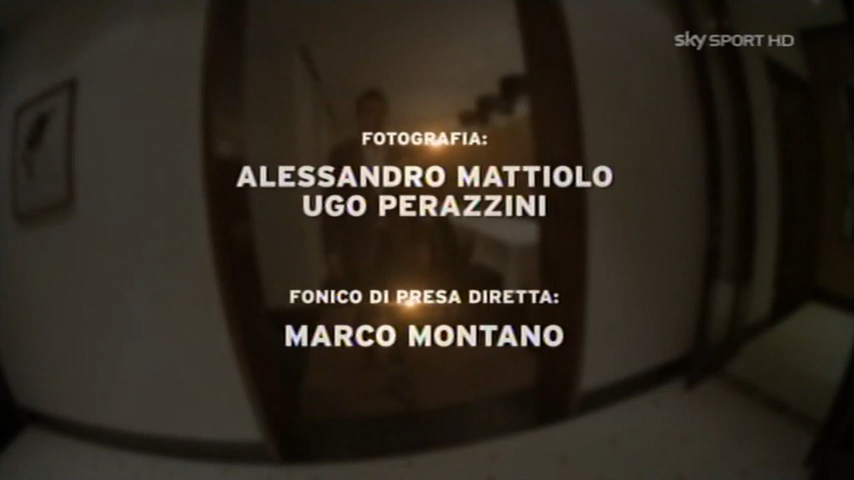 sky SPORT HD
FOTOGRAFIA:
ALESSANDRO MATTIOLO
UGO PERAZZINI
FONICO DI PRESA DIRETTA:
MARCO MONTANO